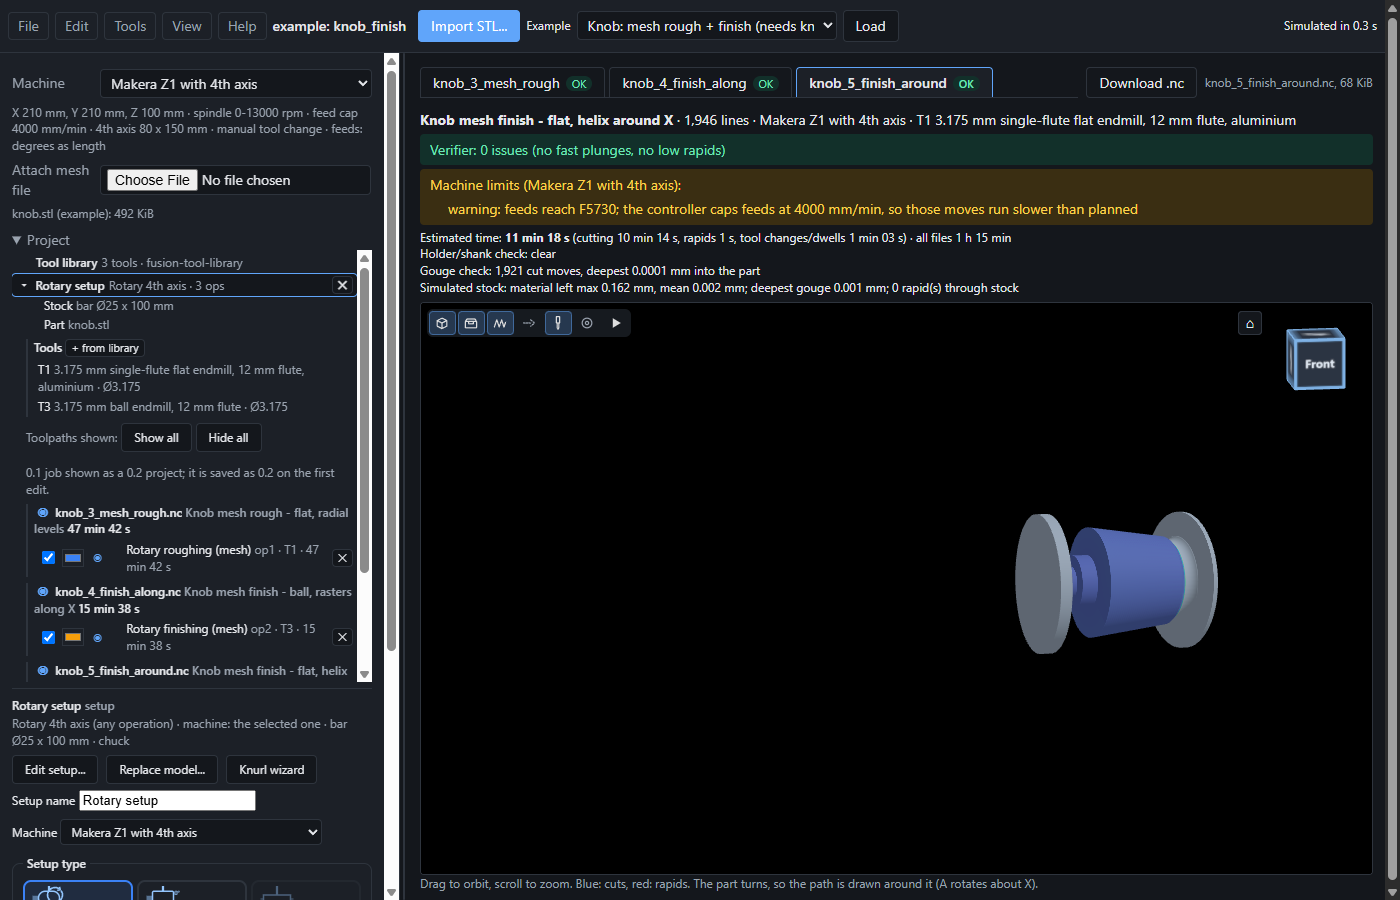 File Edit Tools View Help example: knob_finish Import STL... Example Knob: mesh rough + finish (needs kn Load Simulated in 0.3 s
Machine Makera Z1 with 4th axis
X 210 mm, Y 210 mm, Z 100 mm · spindle 0-13000 rpm · feed cap
4000 mm/min · 4th axis 80 x 150 mm · manual tool change · feeds:
degrees as length
Attach mesh
file
Choose File No file chosen
knob.stl (example): 492 KiB
Project
Tool library 3 tools · fusion-tool-library
Rotary setup Rotary 4th axis · 3 ops
Stock bar Ø25 x 100 mm
Part knob.stl
Tools + from library
T1 3.175 mm single-flute flat endmill, 12 mm flute,
aluminium · Ø3.175
T3 3.175 mm ball endmill, 12 mm flute · Ø3.175
Toolpaths shown: Show all Hide all
0.1 job shown as a 0.2 project; it is saved as 0.2 on the first
edit.
knob_3_mesh_rough.nc Knob mesh rough - flat, radial
levels 47 min 42 s
Rotary roughing (mesh) op1 · T1 · 47
min 42 s
knob_4_finish_along.nc Knob mesh finish - ball, rasters
along X 15 min 38 s
Rotary finishing (mesh) op2 · T3 · 15
min 38 s
knob_5_finish_around.nc Knob mesh finish - flat, helix
Rotary setup setup
Rotary 4th axis (any operation) · machine: the selected one · bar
Ø25 x 100 mm · chuck
Edit setup... Replace model... Knurl wizard
Setup name Rotary setup
Machine Makera Z1 with 4th axis
Setup type
knob_3_mesh_rough OK knob_4_finish_along OK knob_5_finish_around OK Download .nc knob_5_finish_around.nc, 68 KiB
Knob mesh finish - flat, helix around X · 1,946 lines · Makera Z1 with 4th axis · T1 3.175 mm single-flute flat endmill, 12 mm flute, aluminium
Verifier: 0 issues (no fast plunges, no low rapids)
Machine limits (Makera Z1 with 4th axis):
warning: feeds reach F5730; the controller caps feeds at 4000 mm/min, so those moves run slower than planned
Estimated time: 11 min 18 s (cutting 10 min 14 s, rapids 1 s, tool changes/dwells 1 min 03 s) · all files 1 h 15 min
Holder/shank check: clear
Gouge check: 1,921 cut moves, deepest 0.0001 mm into the part
Simulated stock: material left max 0.162 mm, mean 0.002 mm; deepest gouge 0.001 mm; 0 rapid(s) through stock
Front
Drag to orbit, scroll to zoom. Blue: cuts, red: rapids. The part turns, so the path is drawn around it (A rotates about X).